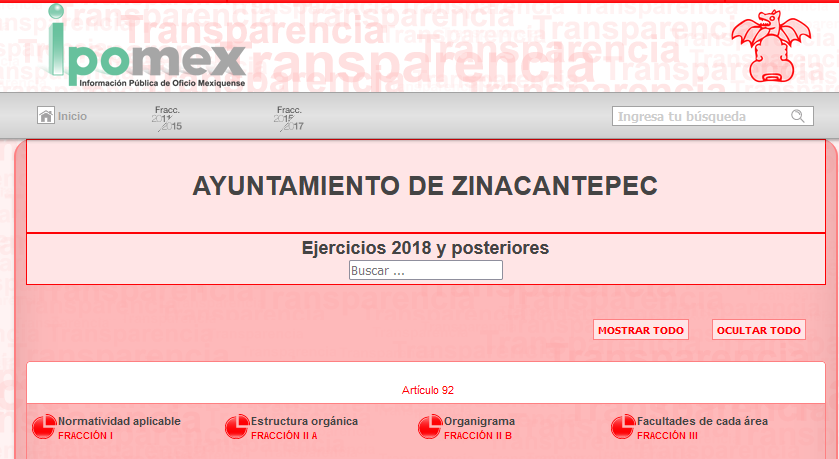 ipomex
Información Pública de Oficio Mexiquense
Transparencia
Transparencia
Inicio
Fracc.
Fracc.
2015
2017
Ingresa tu búsqueda
AYUNTAMIENTO DE ZINACANTEPEC
Ejercicios 2018 y posteriores
Buscar ...
MOSTRAR TODO
OCULTAR TODO
Artículo 92
Normatividad aplicable
FRACCIÓN I
Estructura orgánica
FRACCIÓN II A
Organigrama
FRACCIÓN II B
Facultades de cada área
FRACCIÓN III